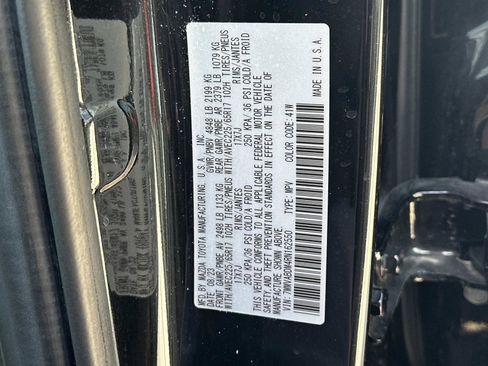 MFD. BY MAZDA TOYOTA MANUFACTURING, U.S.A., INC.
DATE: 08/23 GVWR/PNBV 4848 LB 2199 KG
FRONT GAWR/PNBE AV 2498 LB 1133 KG REAR GAWR/PNBE AR 2379 LB 1079 KG
WITH/AVEC225/65R17 102H TIRES/PNEUS WITH/AVEC225/65R17 102H TIRES/PNEUS
17X7J RIMS/JANTES 17X7J RIMS/JANTES
250 KPA/36 PSI COLD/A FROID 250 KPA/ 36 PSI COLD/A FROID
THIS VEHICLE CONFORMS TO ALL APPLICABLE FEDERAL MOTOR VEHICLE
SAFETY, AND THEFT PREVENTION STANDARDS IN EFFECT ON THE DATE OF
MANUFACTURE SHOWN ABOVE.
VIN: 7MMVABDM4RN162550 TYPE: MPV COLOR CODE: 41W MADE IN U.S.A.